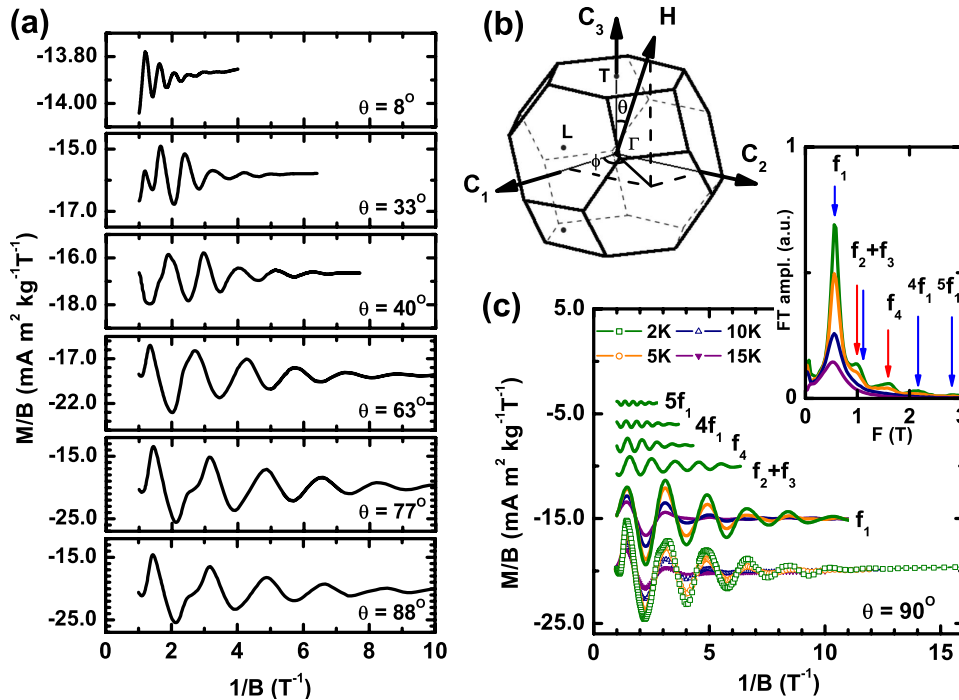 (a)
-13.80
-14.00
θ = 8°
-15.0
-17.0
θ = 33°
-16.0
-18.0
θ = 40°
-17.0
-22.0
θ = 63°
-15.0
-25.0
θ = 77°
-15.0
-25.0
θ = 88°
0 2 4 6 8 10
1/B (T⁻¹)
M/B (mA m² kg⁻¹T⁻¹)
(b)
C₃
H
T
θ
L
Γ
ϕ
C₁
C₂
1
0
FT ampl. (a.u.)
f₁
f₂+f₃
f₄
⁴f₁
⁵f₁
0 1 2 3
F (T)
(c)
5.0
-5.0
-15.0
-25.0
2K 10K
5K 15K
5f₁
4f₁
f₄
f₂+f₃
f₁
θ = 90°
0 5 10 15
1/B (T⁻¹)
M/B (mA m² kg⁻¹T⁻¹)